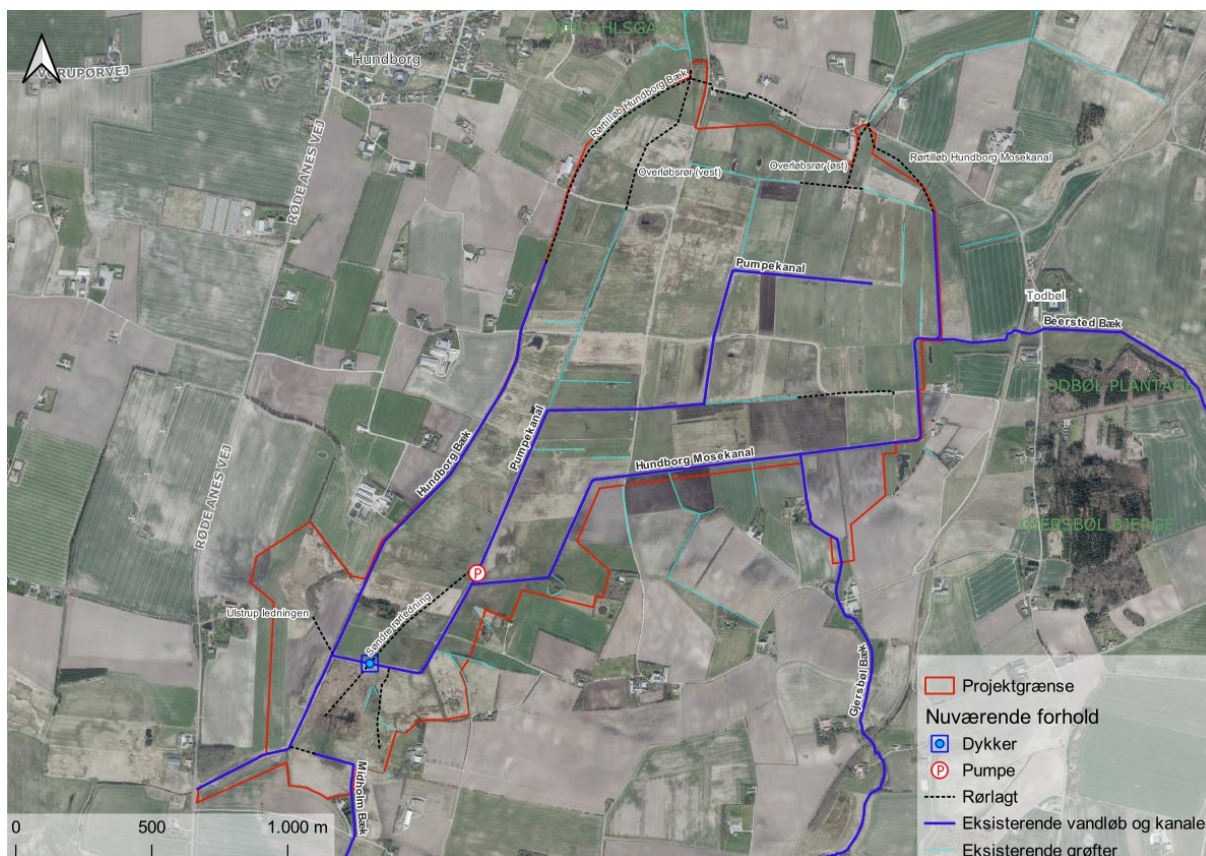 Hundborg
VORUPØRVEJ
RØDE ANES VEJ
Rørtilløb Hundborg Bæk
Overløbsrør (vest)
Overløbsrør (øst)
Rørtilløb Hundborg Mosekanal
Pumpekanal
Todbøl
Beersted Bæk
TODBØL PLANTAGE
Hundborg Bæk
Pumpekanal
Hundborg Mosekanal
RØDE ANES VEJ
GJERSBØL BJERGE
P
Ulstrup ledningen
Søndre rørledning
Gjersbøl Bæk
Midholm Bæk
Projektgrænse
Nuværende forhold
Dykker
P Pumpe
Rørlagt
Eksisterende vandløb og kanale
Eksisterende grøfter
0 500 1.000 m